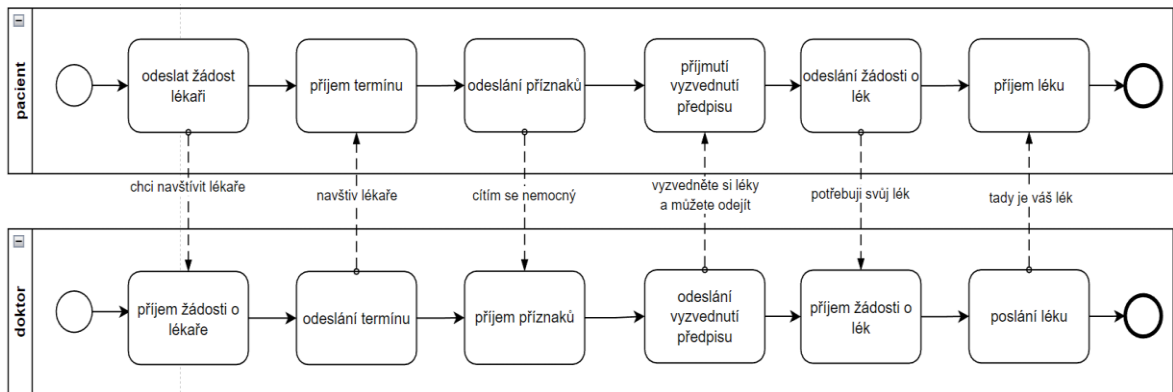 pacient
odeslat žádost
lékaři
příjem termínu
odeslání příznaků
příjmutí
vyzvednutí
předpisu
odeslání žádosti o
lék
příjem léku
chci navštívit lékaře
navštiv lékaře
cítím se nemocný
vyzvedněte si léky
a můžete odejít
potřebuji svůj lék
tady je váš lék
doktor
příjem žádosti o
lékaře
odeslání termínu
příjem příznaků
odeslání
vyzvednutí
předpisu
příjem žádosti o
lék
poslání léku